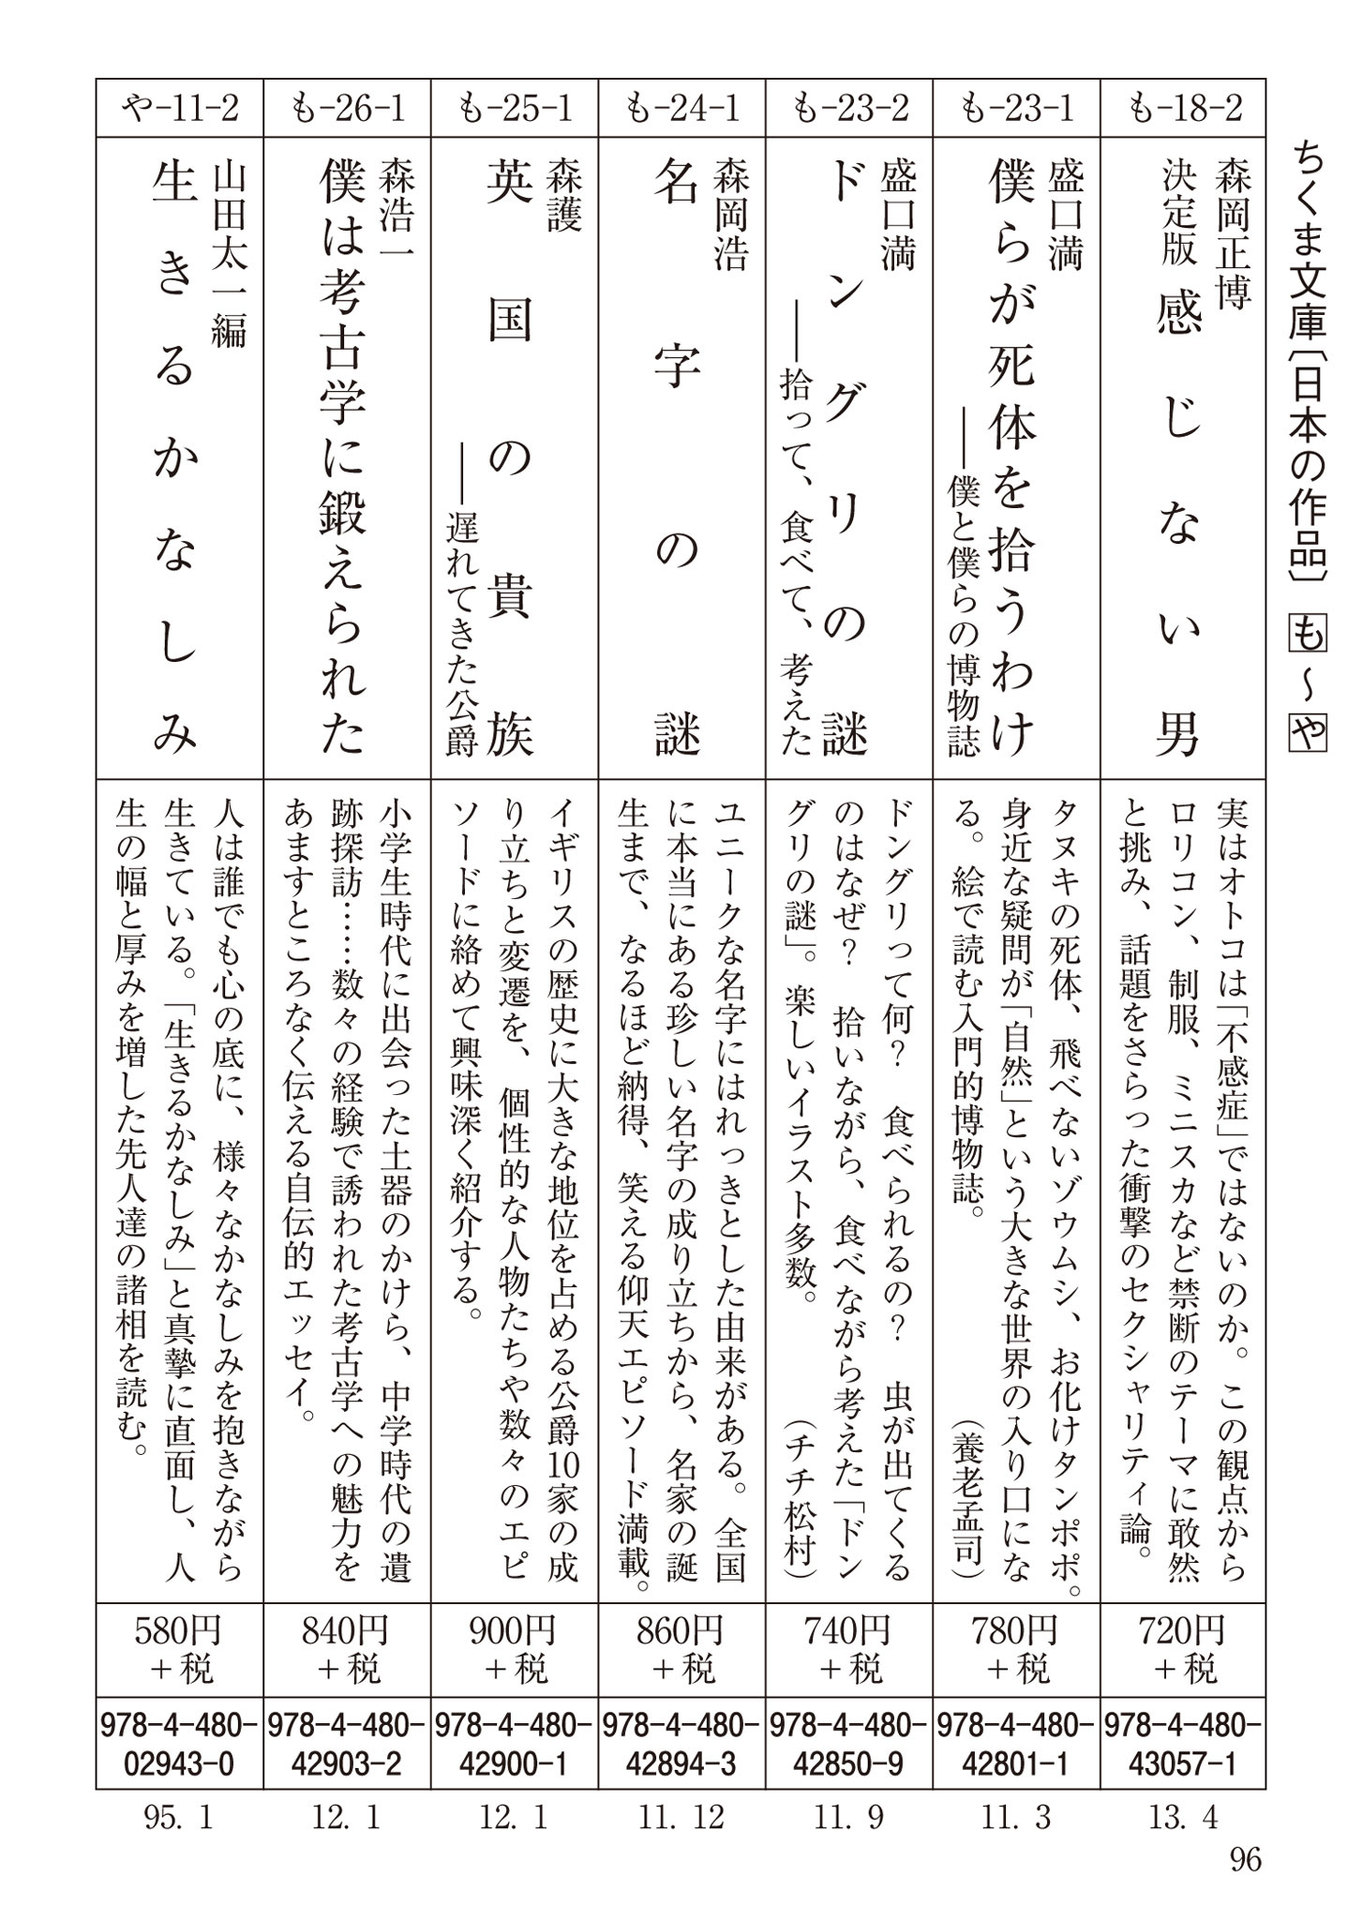 ちくま文庫〔日本の作品〕 も〜や
も-18-2
森岡正博
決定版 感じない男
実はオトコは「不感症」ではないのか。この観点から
ロリコン、制服、ミニスカなど禁断のテーマに敢然
と挑み、話題をさらった衝撃のセクシャリティ論。
720円
+税
978-4-480-
43057-1
13. 4
も-23-1
盛口満
僕らが死体を拾うわけ
――僕と僕らの博物誌
タヌキの死体、飛べないゾウムシ、お化けタンポポ。
身近な疑問が「自然」という大きな世界の入り口にな
る。絵で読む入門的博物誌。 (養老孟司)
780円
+税
978-4-480-
42801-1
11. 3
も-23-2
盛口満
ドングリの謎
――拾って、食べて、考えた
ドングリって何? 食べられるの? 虫が出てくる
のはなぜ? 拾いながら、食べながら考えた「ドン
グリの謎」。楽しいイラスト多数。 (チチ松村)
740円
+税
978-4-480-
42850-9
11. 9
も-24-1
森岡浩
名字の謎
ユニークな名字にはれっきとした由来がある。全国
に本当にある珍しい名字の成り立ちから、名家の誕
生まで、なるほど納得、笑える仰天エピソード満載。
860円
+税
978-4-480-
42894-3
11. 12
も-25-1
森護
英国の貴族
――遅れてきた公爵
イギリスの歴史に大きな地位を占める公爵10家の成
り立ちと変遷を、個性的な人物たちや数々のエピ
ソードに絡めて興味深く紹介する。
900円
+税
978-4-480-
42900-1
12. 1
も-26-1
森浩一
僕は考古学に鍛えられた
小学生時代に出会った土器のかけら、中学時代の遺
跡探訪……数々の経験で誘われた考古学への魅力を
あますところなく伝える自伝的エッセイ。
840円
+税
978-4-480-
42903-2
12. 1
や-11-2
山田太一編
生きるかなしみ
人は誰でも心の底に、様々なかなしみを抱きながら
生きている。「生きるかなしみ」と真摯に直面し、人
生の幅と厚みを増した先人達の諸相を読む。
580円
+税
978-4-480-
02943-0
95. 1
96